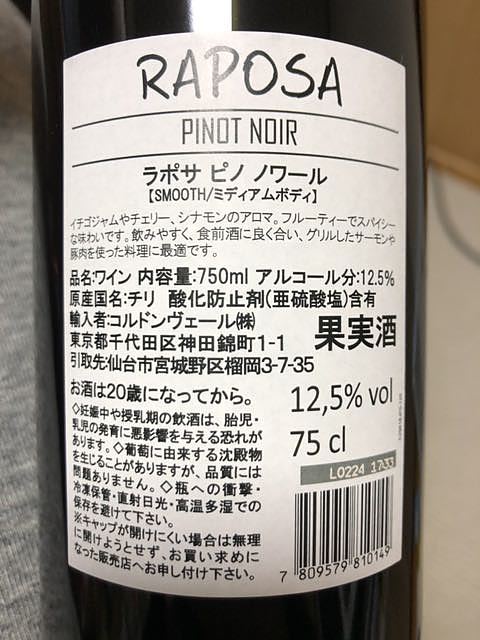 RAPOSA
PINOT NOIR
ラポサ ピノ ノワール
【SMOOTH/ミディアムボディ】
イチゴジャムやチェリー、シナモンのアロマ。フルーティーでスパイシー
な味わいです。飲みやすく、食前酒に良く合い、グリルしたサーモンや
豚肉を使った料理に最適です。
品名:ワイン 内容量:750ml アルコール分:12.5%
原産国名:チリ 酸化防止剤(亜硫酸塩)含有
輸入者:コルドンヴェール㈱
東京都千代田区神田錦町1-1
果実酒
引取先:仙台市宮城野区榴岡3-7-35
お酒は20歳になってから。
◇妊娠中や授乳期の飲酒は、胎児・
乳児の発育に悪影響を与える恐れが
あります。◇葡萄に由来する沈殿物
を生じることがありますが、品質には
問題ありません。◇瓶への衝撃・
冷凍保管・直射日光・高温多湿での
保存を避けて下さい。
※キャップが開けにくい場合は無理
に開けようとせず、お買い求めに
なった販売店へお申し付け下さい。
12,5% vol
75 cl
L0224 17:33
7 809579 810149